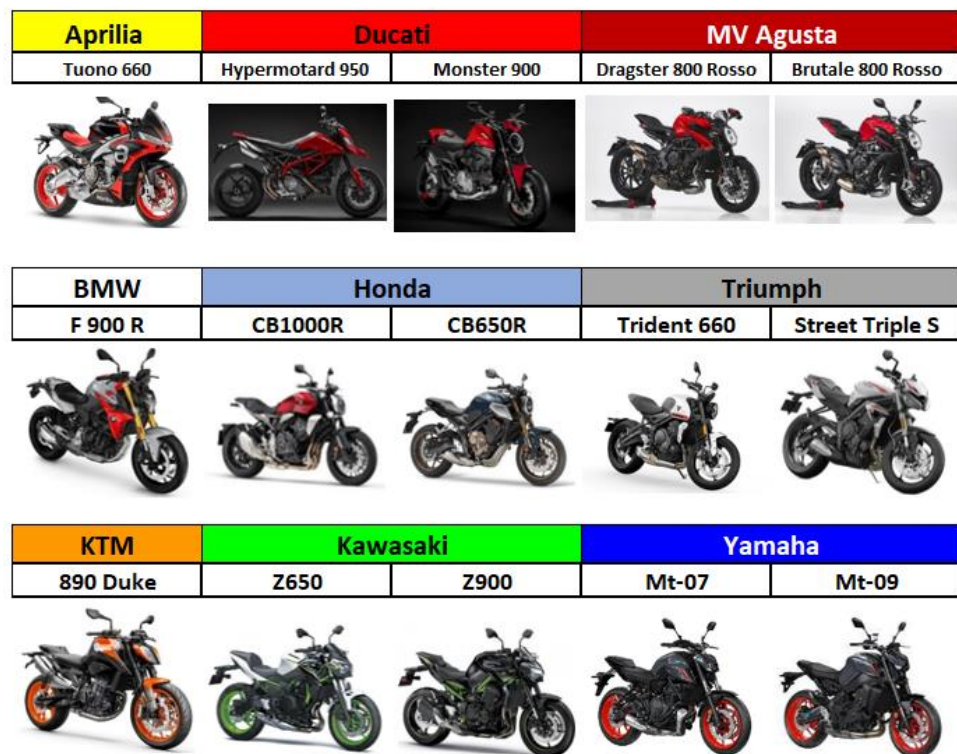 Aprilia Ducati MV Agusta
Tuono 660 Hypermotard 950 Monster 900 Dragster 800 Rosso Brutale 800 Rosso
BMW Honda Triumph
F 900 R CB1000R CB650R Trident 660 Street Triple S
KTM Kawasaki Yamaha
890 Duke Z650 Z900 Mt-07 Mt-09